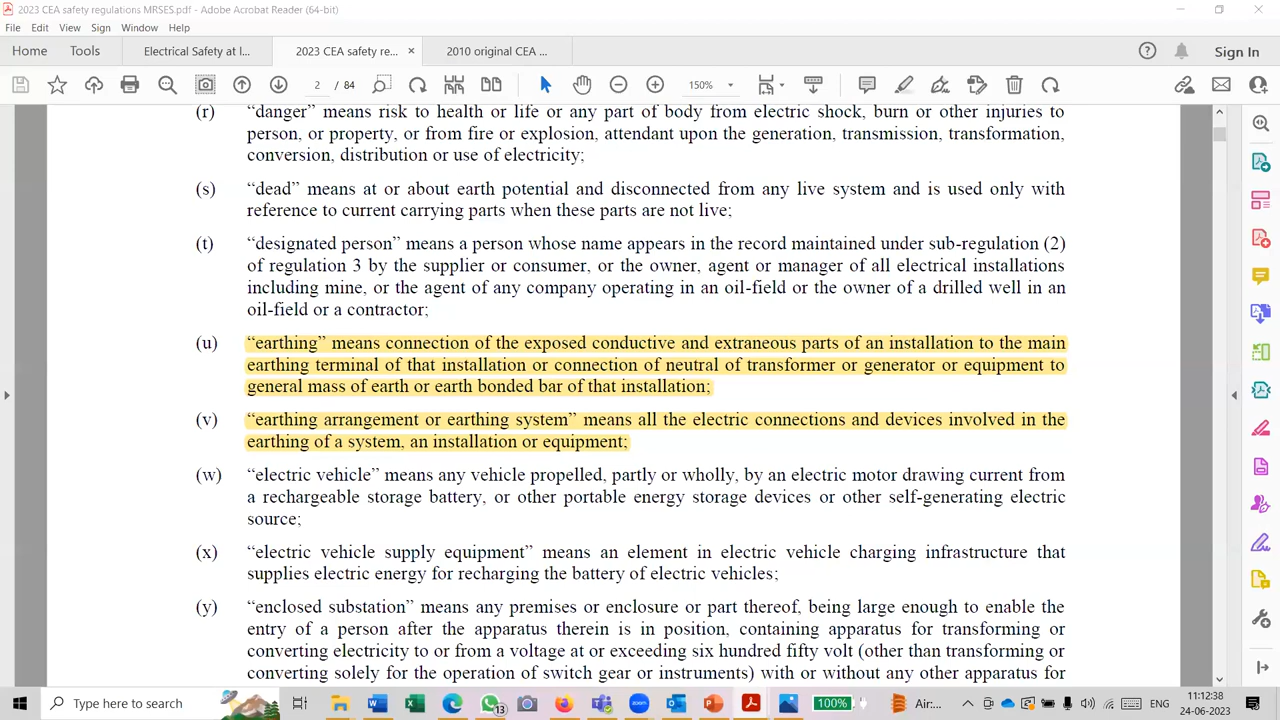 2023 CEA safety regulations MRSES.pdf - Adobe Acrobat Reader (64-bit)
File Edit View Sign Window Help
Home Tools Electrical Safety at I... 2023 CEA safety re... × 2010 original CEA ... Sign In
2 / 84 150%
(r) “danger” means risk to health or life or any part of body from electric shock, burn or other injuries to
person, or property, or from fire or explosion, attendant upon the generation, transmission, transformation,
conversion, distribution or use of electricity;
(s) “dead” means at or about earth potential and disconnected from any live system and is used only with
reference to current carrying parts when these parts are not live;
(t) “designated person” means a person whose name appears in the record maintained under sub-regulation (2)
of regulation 3 by the supplier or consumer, or the owner, agent or manager of all electrical installations
including mine, or the agent of any company operating in an oil-field or the owner of a drilled well in an
oil-field or a contractor;
(u) “earthing” means connection of the exposed conductive and extraneous parts of an installation to the main
earthing terminal of that installation or connection of neutral of transformer or generator or equipment to
general mass of earth or earth bonded bar of that installation;
(v) “earthing arrangement or earthing system” means all the electric connections and devices involved in the
earthing of a system, an installation or equipment;
(w) “electric vehicle” means any vehicle propelled, partly or wholly, by an electric motor drawing current from
a rechargeable storage battery, or other portable energy storage devices or other self-generating electric
source;
(x) “electric vehicle supply equipment” means an element in electric vehicle charging infrastructure that
supplies electric energy for recharging the battery of electric vehicles;
(y) “enclosed substation” means any premises or enclosure or part thereof, being large enough to enable the
entry of a person after the apparatus therein is in position, containing apparatus for transforming or
converting electricity to or from a voltage at or exceeding six hundred fifty volt (other than transforming or
converting solely for the operation of switch gear or instruments) with or without any other apparatus for
Type here to search 13 100% Air:... ENG 11:12:38
24-06-2023